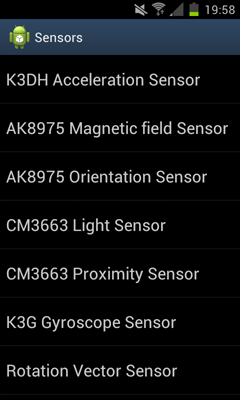 19:58
Sensors
K3DH Acceleration Sensor
AK8975 Magnetic field Sensor
AK8975 Orientation Sensor
CM3663 Light Sensor
CM3663 Proximity Sensor
K3G Gyroscope Sensor
Rotation Vector Sensor